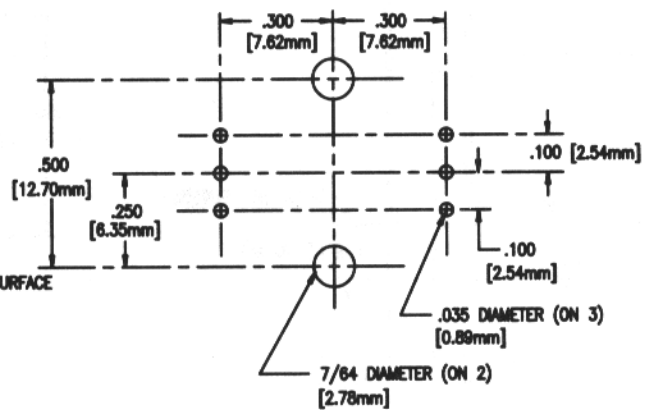 .300
[7.62mm]
.300
[7.62mm]
.500
[12.70mm]
.250
[6.35mm]
.100 [2.54mm]
.100
[2.54mm]
URFACE
.035 DIAMETER (ON 3)
[0.89mm]
7/64 DIAMETER (ON 2)
[2.78mm]